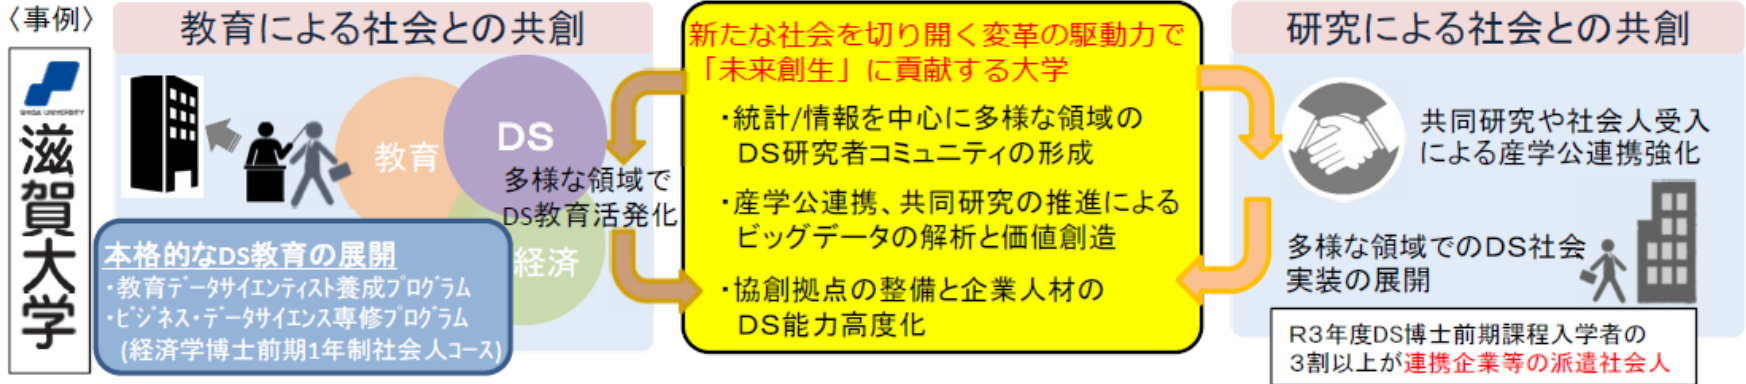 〈事例〉
SHIGA UNIVERSITY
滋賀大学
教育による社会との共創
教育
DS
経済
多様な領域で
DS教育活発化
本格的なDS教育の展開
・教育ﾃﾞｰﾀｻｲｴﾝﾃｨｽﾄ養成ﾌﾟﾛｸﾞﾗﾑ
・ﾋﾞｼﾞﾈｽ・ﾃﾞｰﾀｻｲｴﾝｽ専修ﾌﾟﾛｸﾞﾗﾑ
(経済学博士前期1年制社会人ｺｰｽ)
新たな社会を切り開く変革の駆動力で
「未来創生」に貢献する大学
・統計/情報を中心に多様な領域の
DS研究者コミュニティの形成
・産学公連携、共同研究の推進による
ビッグデータの解析と価値創造
・協創拠点の整備と企業人材の
DS能力高度化
研究による社会との共創
共同研究や社会人受入
による産学公連携強化
多様な領域でのDS社会
実装の展開
R3年度DS博士前期課程入学者の
3割以上が連携企業等の派遣社会人